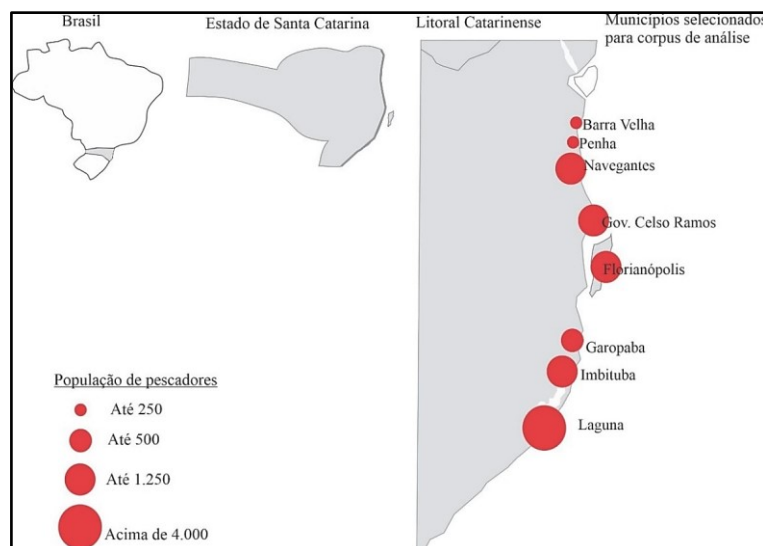 Brasil
Estado de Santa Catarina
Litoral Catarinense
Municípios selecionados
para corpus de análise
Barra Velha
Penha
Navegantes
Gov. Celso Ramos
Florianópolis
Garopaba
Imbituba
Laguna
População de pescadores
Até 250
Até 500
Até 1.250
Acima de 4.000